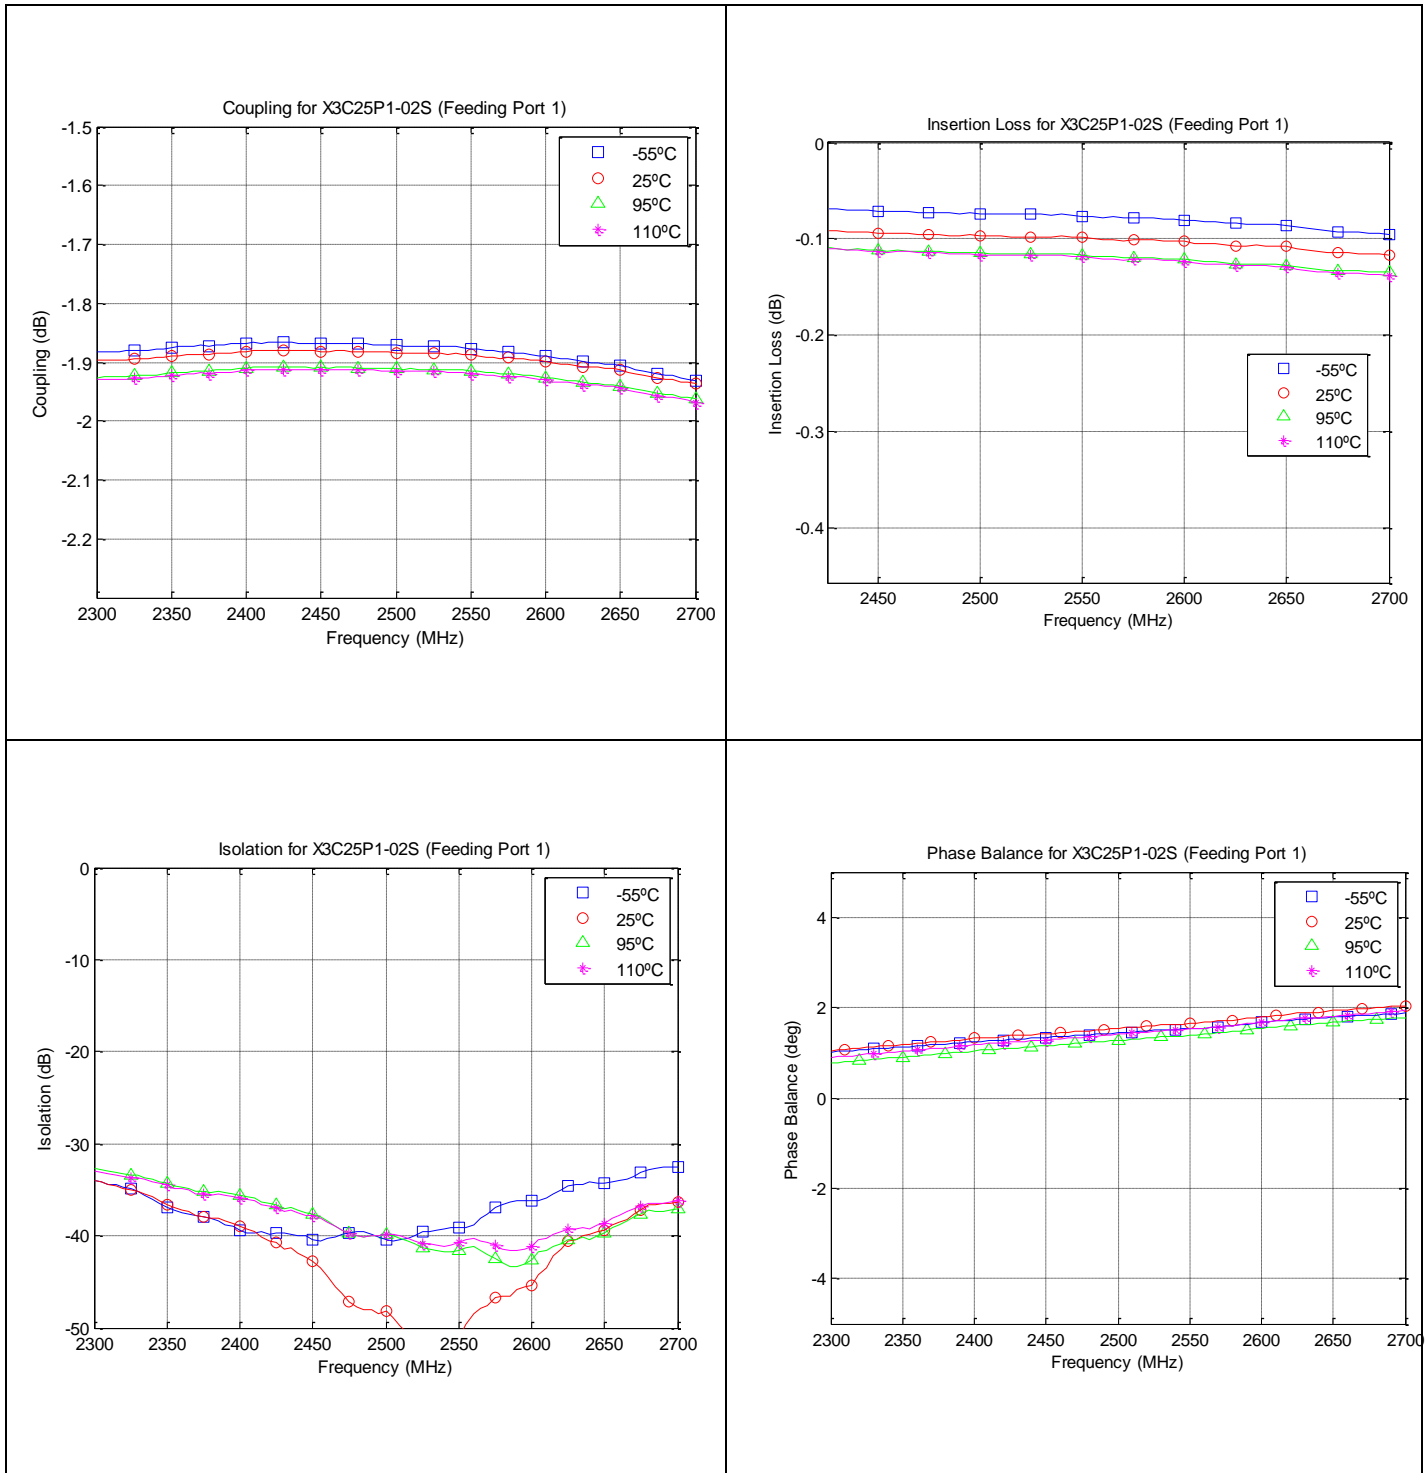 Coupling for X3C25P1-02S (Feeding Port 1)
-1.5
-1.6
-1.7
-1.8
-1.9
-2
-2.1
-2.2
Coupling (dB)
-55ºC
25ºC
95ºC
110ºC
2300 2350 2400 2450 2500 2550 2600 2650 2700
Frequency (MHz)
Insertion Loss for X3C25P1-02S (Feeding Port 1)
0
-0.1
-0.2
-0.3
-0.4
Insertion Loss (dB)
-55ºC
25ºC
95ºC
110ºC
2450 2500 2550 2600 2650 2700
Frequency (MHz)
Isolation for X3C25P1-02S (Feeding Port 1)
0
-10
-20
-30
-40
-50
Isolation (dB)
-55ºC
25ºC
95ºC
110ºC
2300 2350 2400 2450 2500 2550 2600 2650 2700
Frequency (MHz)
Phase Balance for X3C25P1-02S (Feeding Port 1)
4
2
0
-2
-4
Phase Balance (deg)
-55ºC
25ºC
95ºC
110ºC
2300 2350 2400 2450 2500 2550 2600 2650 2700
Frequency (MHz)